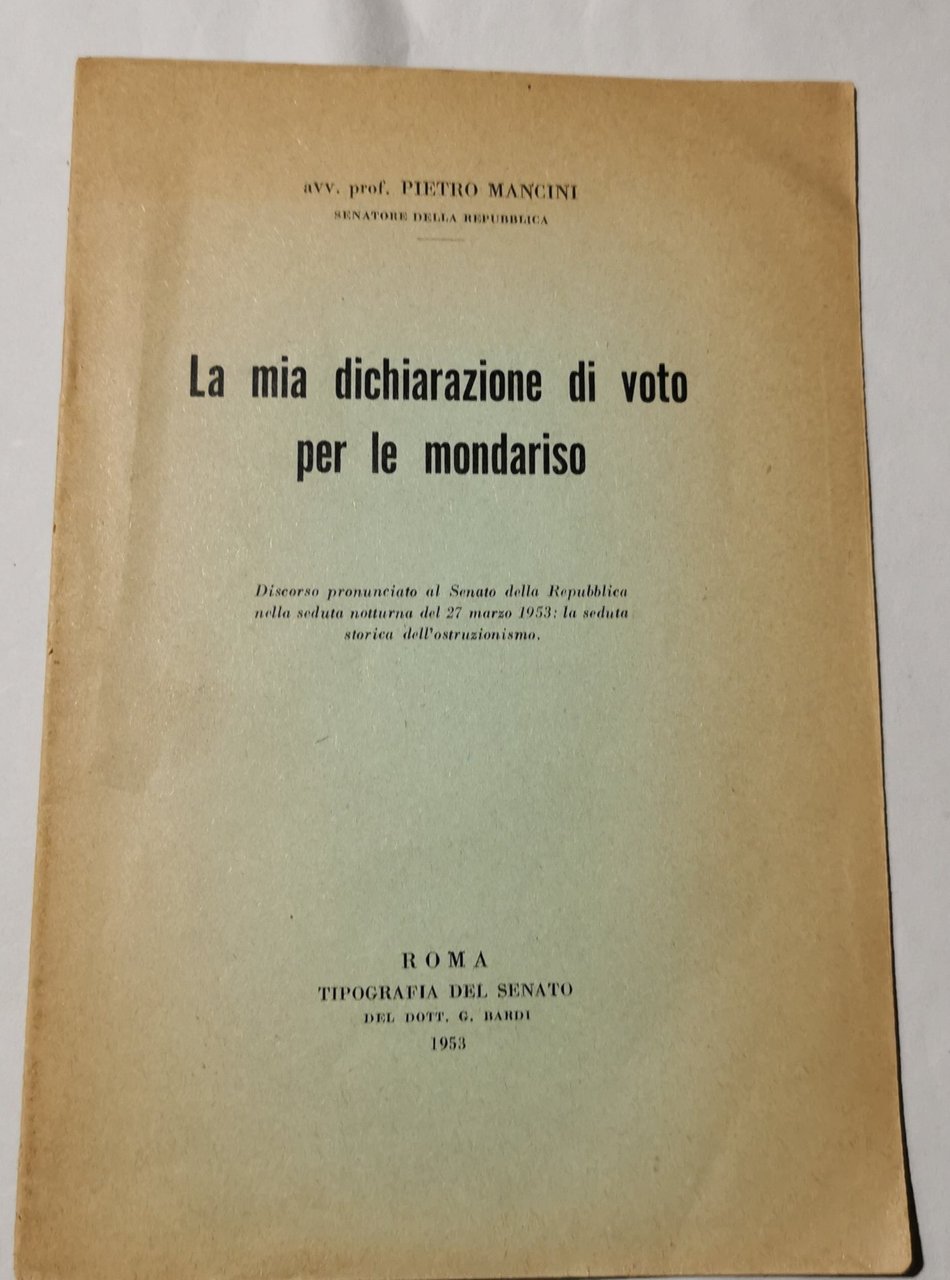 avv. prof. PIETRO MANCINI
SENATORE DELLA REPUBBLICA
La mia dichiarazione di voto
per le mondariso
Discorso pronunciato al Senato della Repubblica
nella seduta notturna del 27 marzo 1953: la seduta
storica dell'ostruzionismo.
ROMA
TIPOGRAFIA DEL SENATO
DEL DOTT. G. BARDI
1953